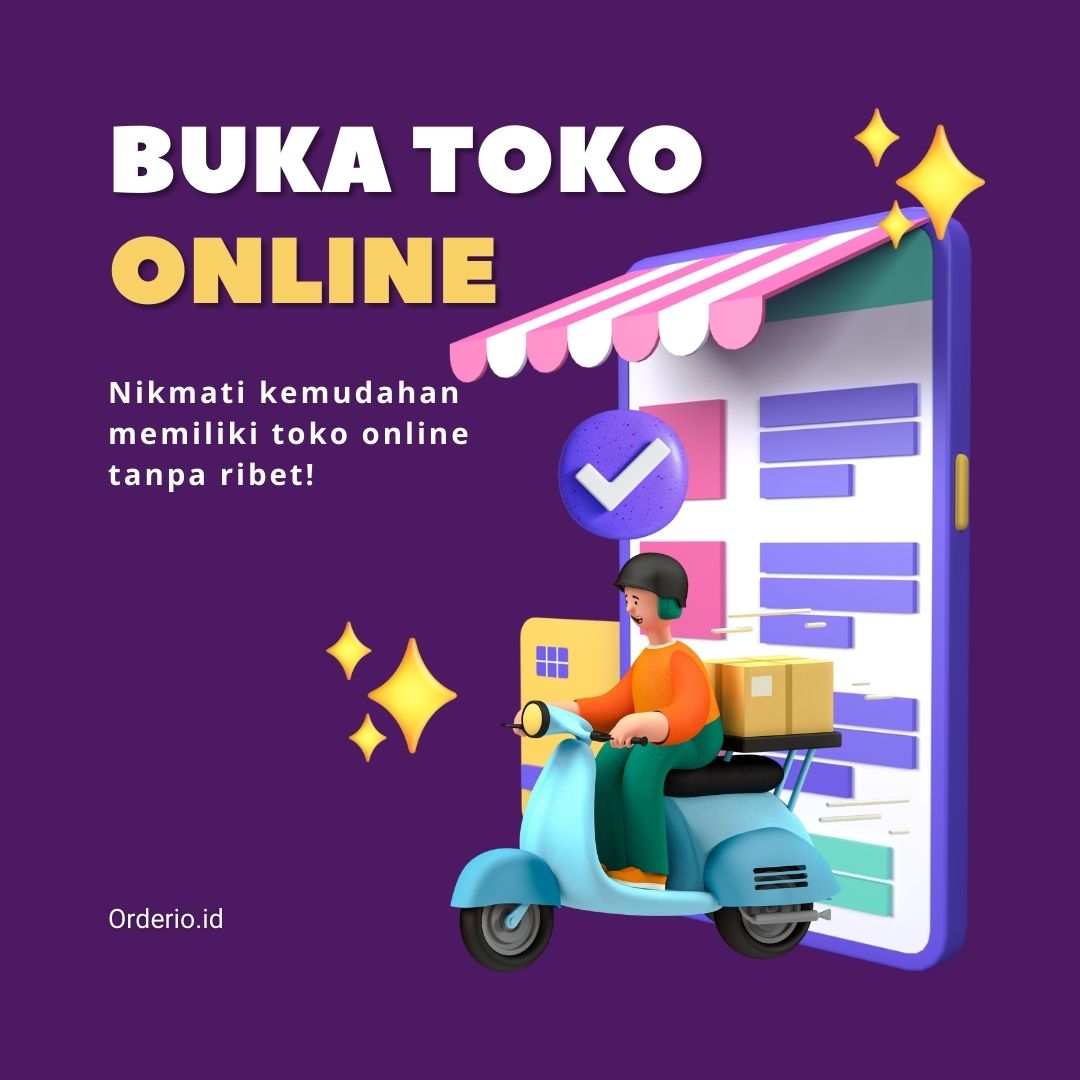 BUKA TOKO
ONLINE
Nikmati kemudahan
memiliki toko online
tanpa ribet!
Orderio.id